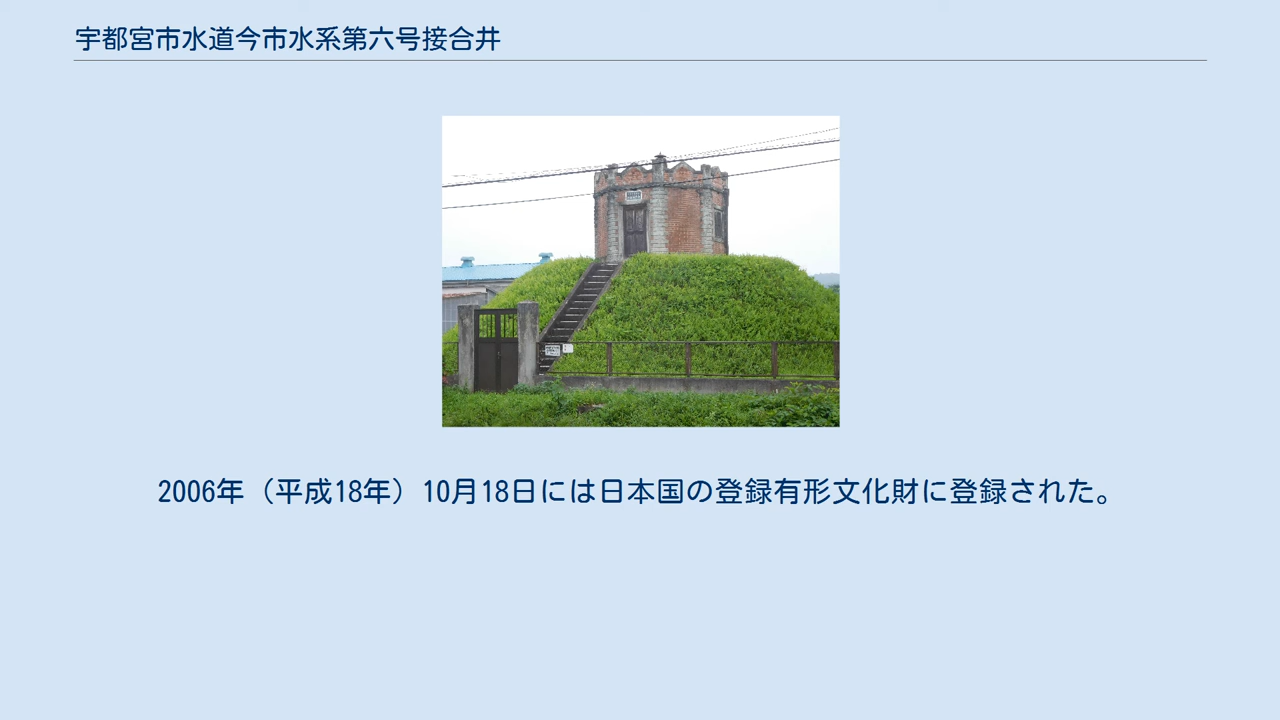 宇都宮市水道今市水系第六号接合井
2006年（平成18年）10月18日には日本国の登録有形文化財に登録された。